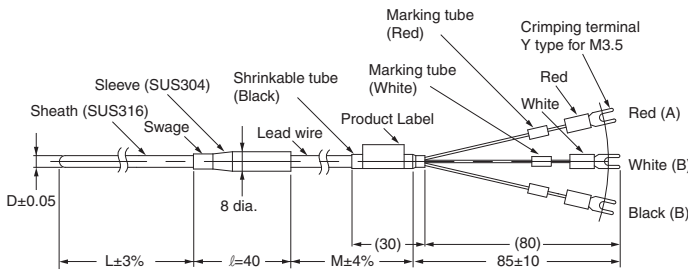 Marking tube
(Red)
Crimping terminal
Y type for M3.5
Sleeve (SUS304)
Shrinkable tube
(Black)
Marking tube
(White)
Red
White
Sheath (SUS316)
Swage
Lead wire
Product Label
Red (A)
White (B)
Black (B)
D±0.05
8 dia.
(30)
(80)
L±3%
ℓ=40
M±4%
85±10